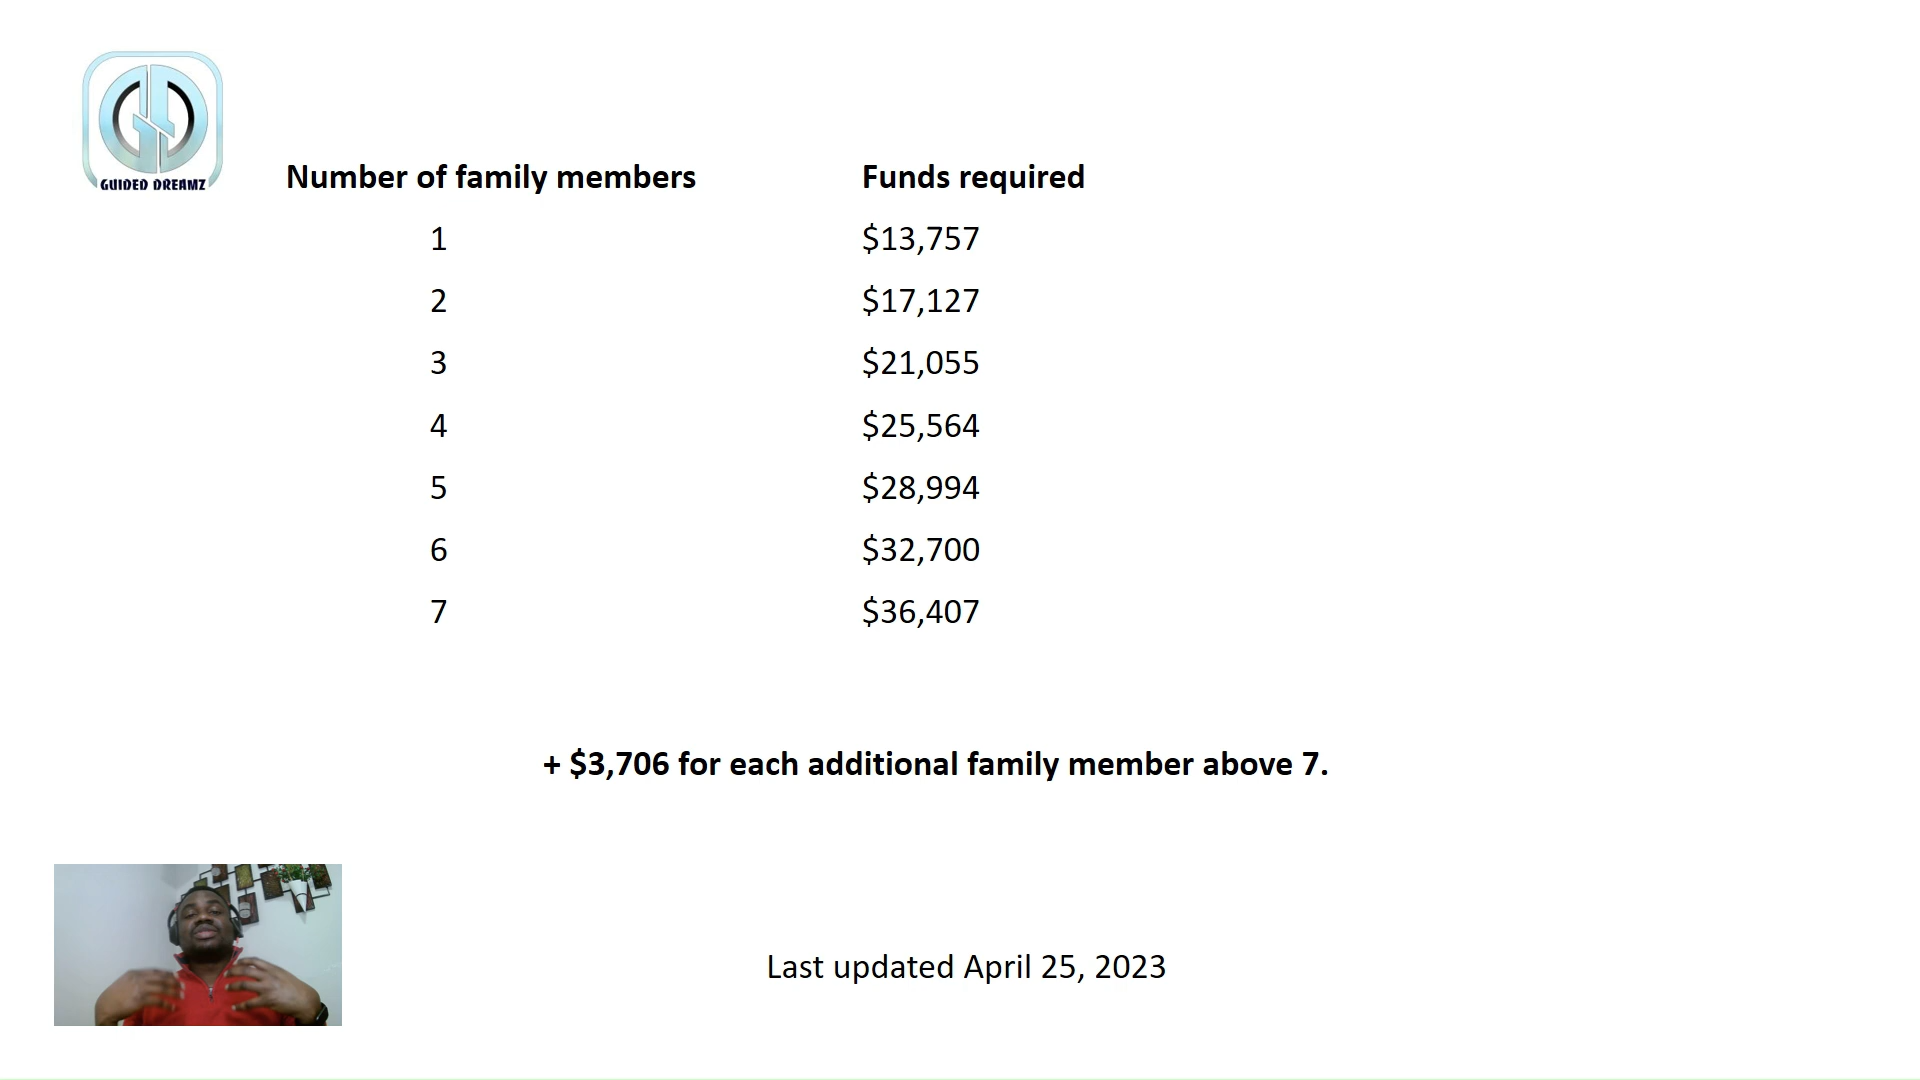 GUIDED DREAMZ
Number of family members Funds required
1 $13,757
2 $17,127
3 $21,055
4 $25,564
5 $28,994
6 $32,700
7 $36,407
+ $3,706 for each additional family member above 7.
Last updated April 25, 2023